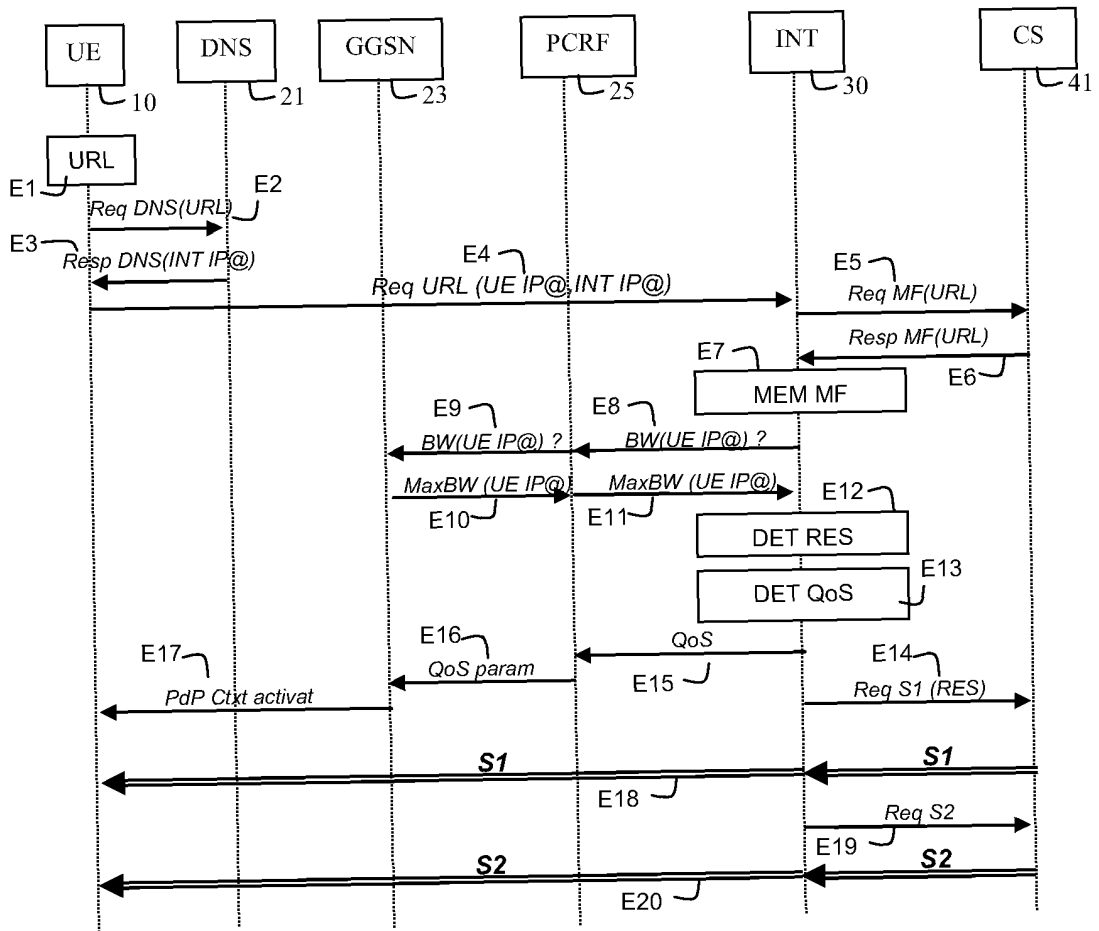 UE
DNS
GGSN
PCRF
INT
CS
10
21
23
25
30
41
URL
E1
E2
Req DNS(URL)
E3
Resp DNS(INT IP@)
E4
Req URL (UE IP@,INT IP@)
E5
Req MF(URL)
Resp MF(URL)
E6
E7
MEM MF
E9
E8
BW(UE IP@) ?
BW(UE IP@) ?
MaxBW (UE IP@)
MaxBW (UE IP@)
E10
E11
E12
DET RES
DET QoS
E13
E16
QoS
E15
E17
QoS param
E14
PdP Ctxt activat
Req S1 (RES)
S1
S1
E18
Req S2
E19
S2
S2
E20